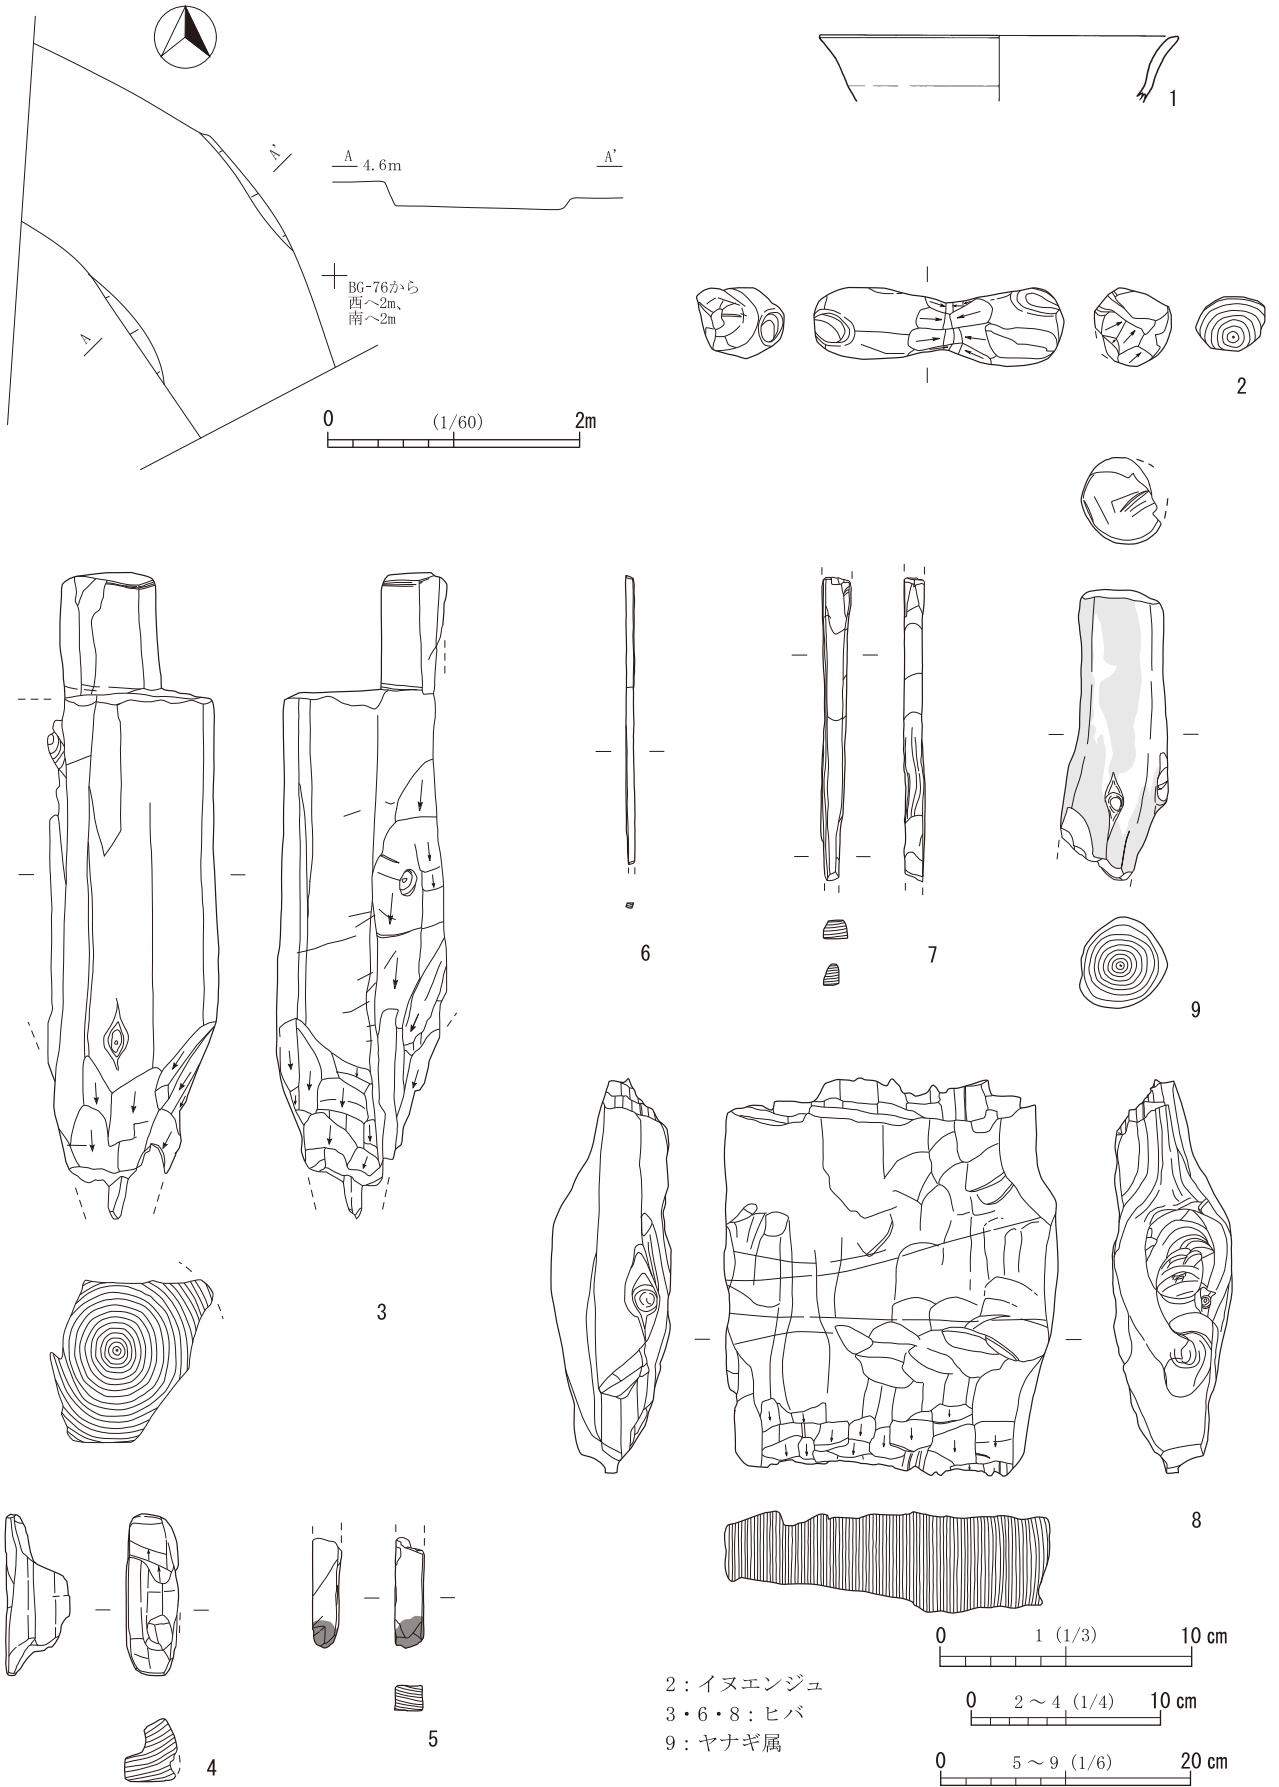 1
A'
A 4.6m A'
BG-76から
西へ2m、
南へ2m
A
2
0 (1/60) 2m
6
7
9
3
8
0 1 (1/3) 10 cm
2：イヌエンジュ
3・6・8：ヒバ
9：ヤナギ属
0 2～4 (1/4) 10 cm
5
4
0 5～9 (1/6) 20 cm